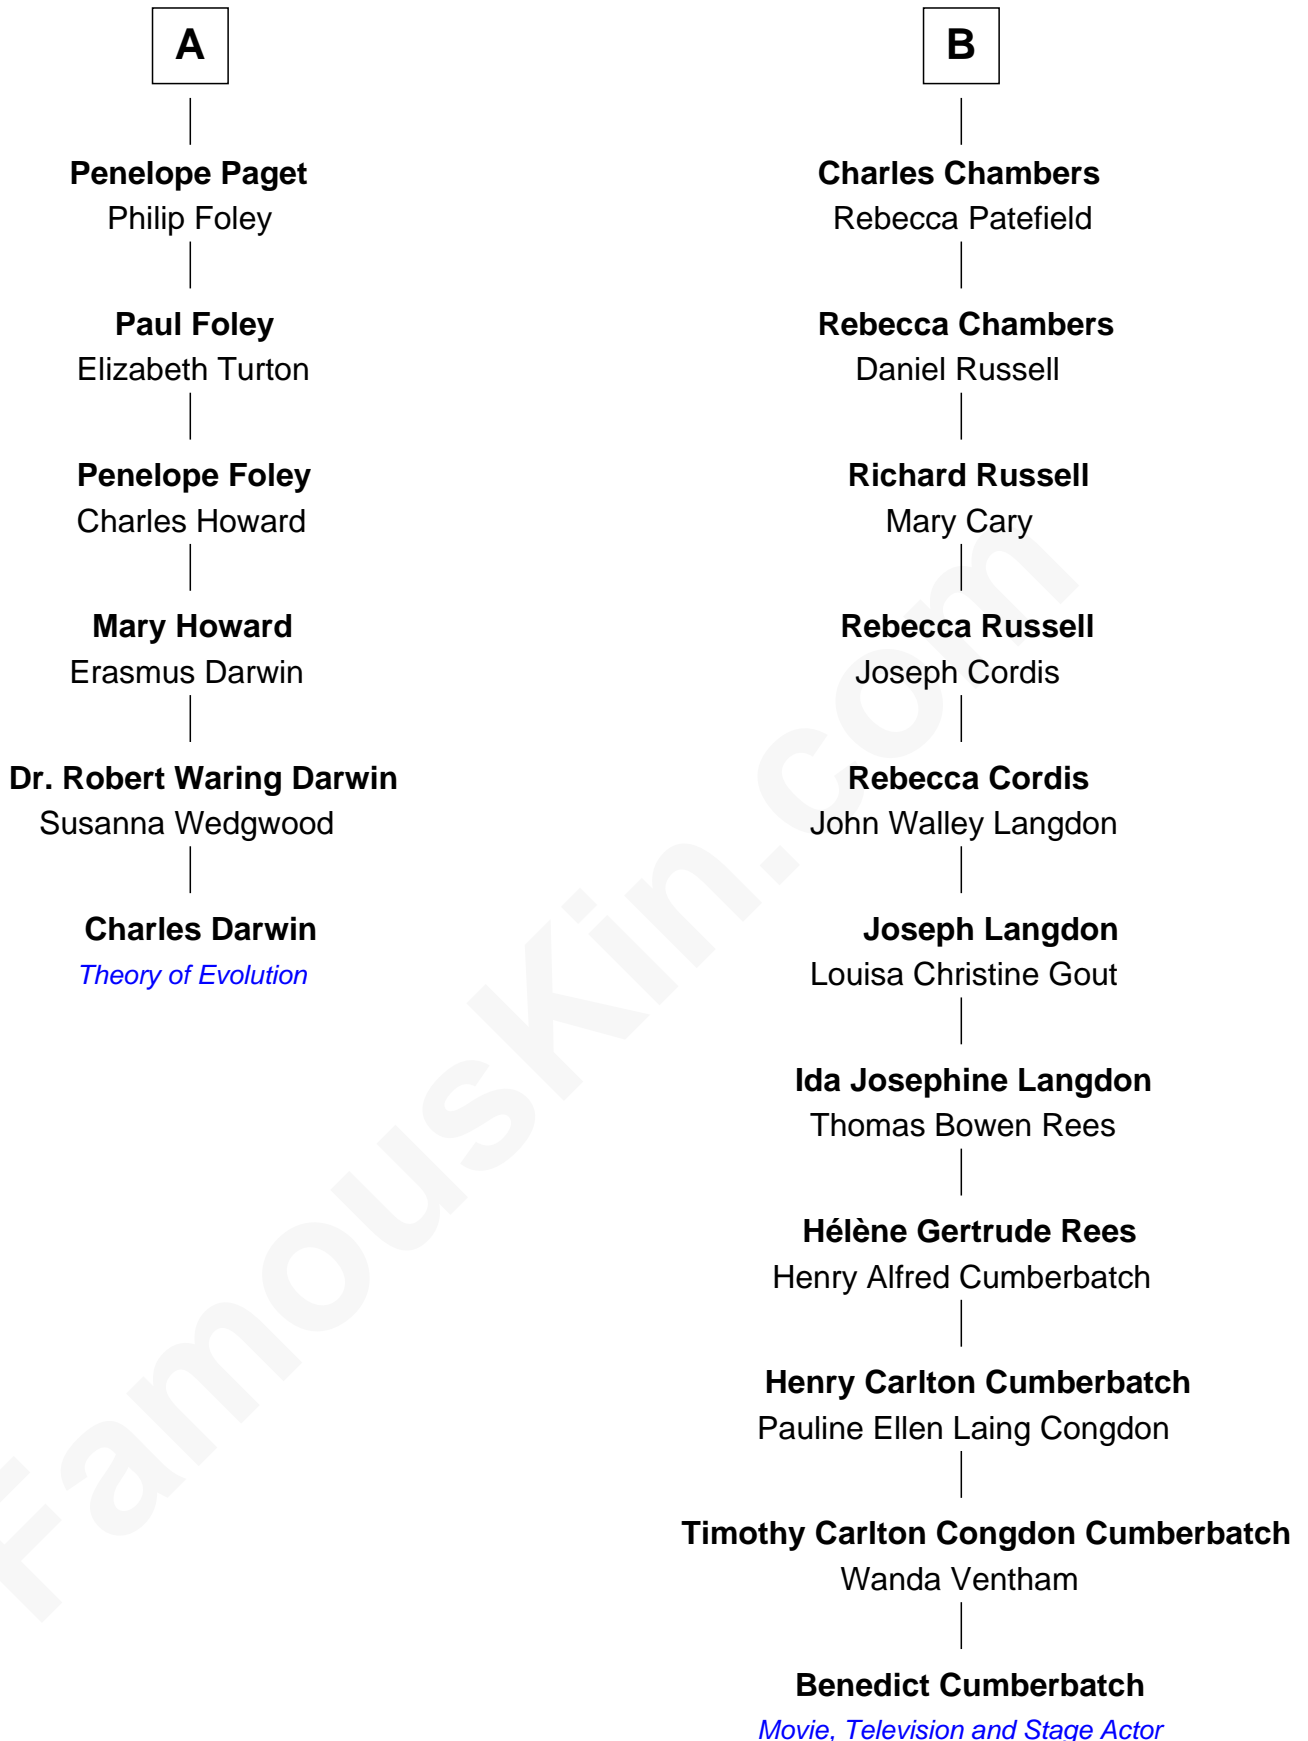 A
Penelope Paget
Philip Foley
Paul Foley
Elizabeth Turton
Penelope Foley
Charles Howard
Mary Howard
Erasmus Darwin
Dr. Robert Waring Darwin
Susanna Wedgwood
Charles Darwin
Theory of Evolution
B
Charles Chambers
Rebecca Patefield
Rebecca Chambers
Daniel Russell
Richard Russell
Mary Cary
Rebecca Russell
Joseph Cordis
Rebecca Cordis
John Walley Langdon
Joseph Langdon
Louisa Christine Gout
Ida Josephine Langdon
Thomas Bowen Rees
Hélène Gertrude Rees
Henry Alfred Cumberbatch
Henry Carlton Cumberbatch
Pauline Ellen Laing Congdon
Timothy Carlton Congdon Cumberbatch
Wanda Ventham
Benedict Cumberbatch
Movie, Television and Stage Actor
FamousKin.com